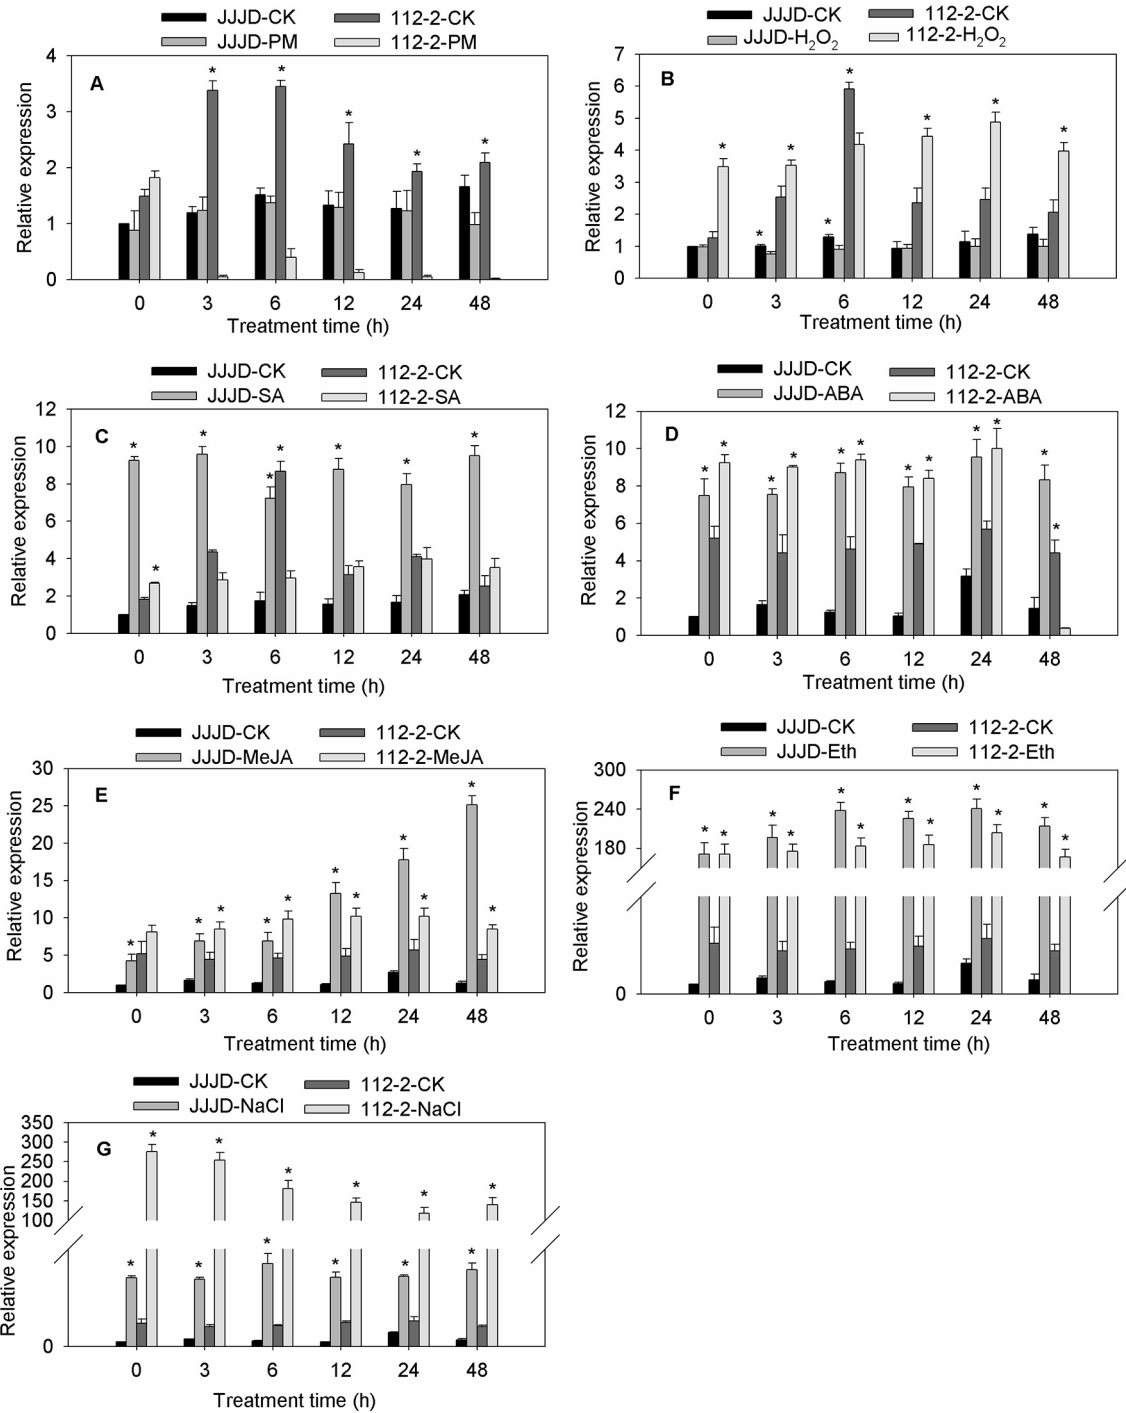 JJJD-CK 112-2-CK
JJJD-PM 112-2-PM
A
Relative expression
4
3
2
1
0
0 3 6 12 24 48
Treatment time (h)
* * * * *
JJJD-CK 112-2-CK
JJJD-H₂O₂ 112-2-H₂O₂
B
Relative expression
7
6
5
4
3
2
1
0
0 3 6 12 24 48
Treatment time (h)
* * * * * * * *
JJJD-CK 112-2-CK
JJJD-SA 112-2-SA
C
Relative expression
12
10
8
6
4
2
0
0 3 6 12 24 48
Treatment time (h)
* * * * * * * *
JJJD-CK 112-2-CK
JJJD-ABA 112-2-ABA
D
Relative expression
12
10
8
6
4
2
0
0 3 6 12 24 48
Treatment time (h)
* * * * * * * * * * * *
JJJD-CK 112-2-CK
JJJD-MeJA 112-2-MeJA
E
Relative expression
30
25
20
15
10
5
0
0 3 6 12 24 48
Treatment time (h)
* * * * * * * * * * *
JJJD-CK 112-2-CK
JJJD-Eth 112-2-Eth
F
Relative expression
300
240
180
0
0 3 6 12 24 48
Treatment time (h)
* * * * * * * * * * * *
JJJD-CK 112-2-CK
JJJD-NaCl 112-2-NaCl
G
Relative expression
350
300
250
200
150
100
0
0 3 6 12 24 48
Treatment time (h)
* * * * * * * * * * * *